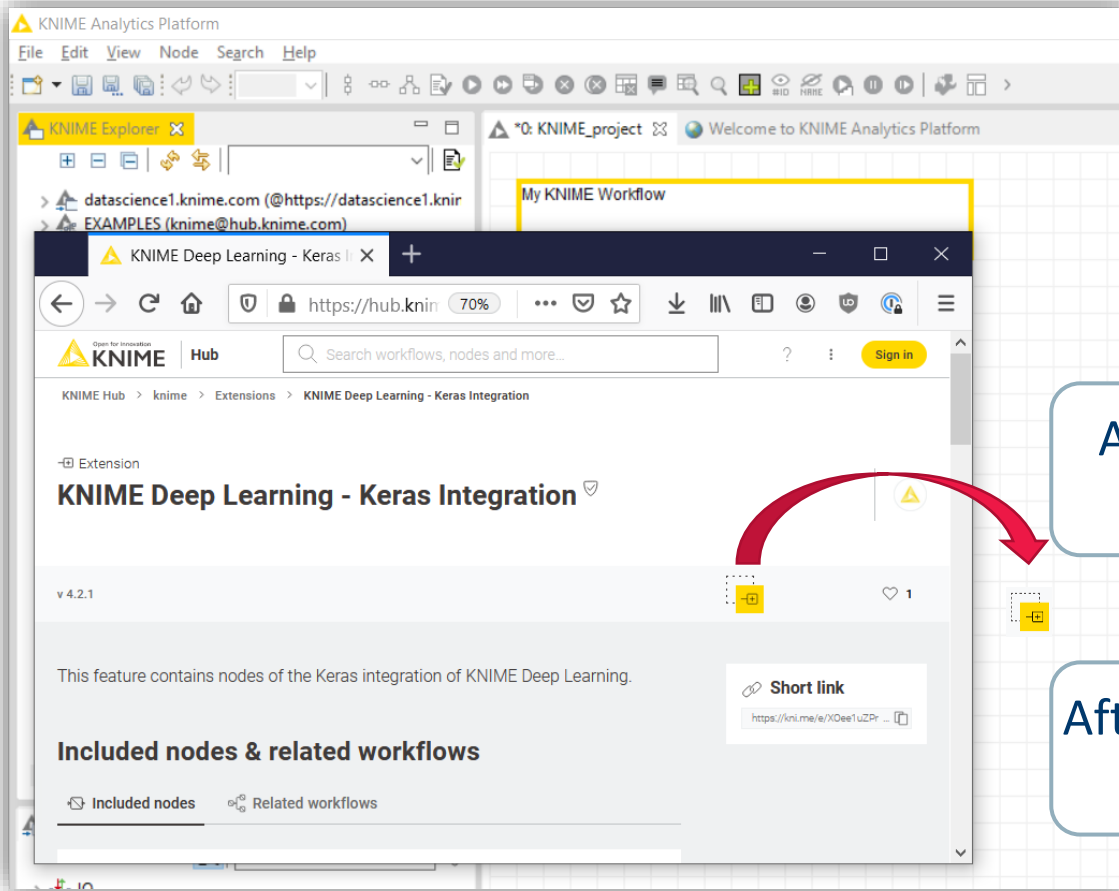 KNIME Analytics Platform
File Edit View Node Search Help
KNIME Explorer
*0: KNIME_project Welcome to KNIME Analytics Platform
datascience1.knime.com (@https://datascience1.knir
EXAMPLES (knime@hub.knime.com)
My KNIME Workflow
KNIME Deep Learning - Keras I
https://hub.knim 70%
Open for Innovation
KNIME Hub Search workflows, nodes and more... ? Sign in
KNIME Hub > knime > Extensions > KNIME Deep Learning - Keras Integration
Extension
KNIME Deep Learning - Keras Integration
A
v 4.2.1 1
This feature contains nodes of the Keras integration of KNIME Deep Learning.
Short link
https://kni.me/e/XOee1uZPr ...
Aft
Included nodes & related workflows
Included nodes Related workflows
IO